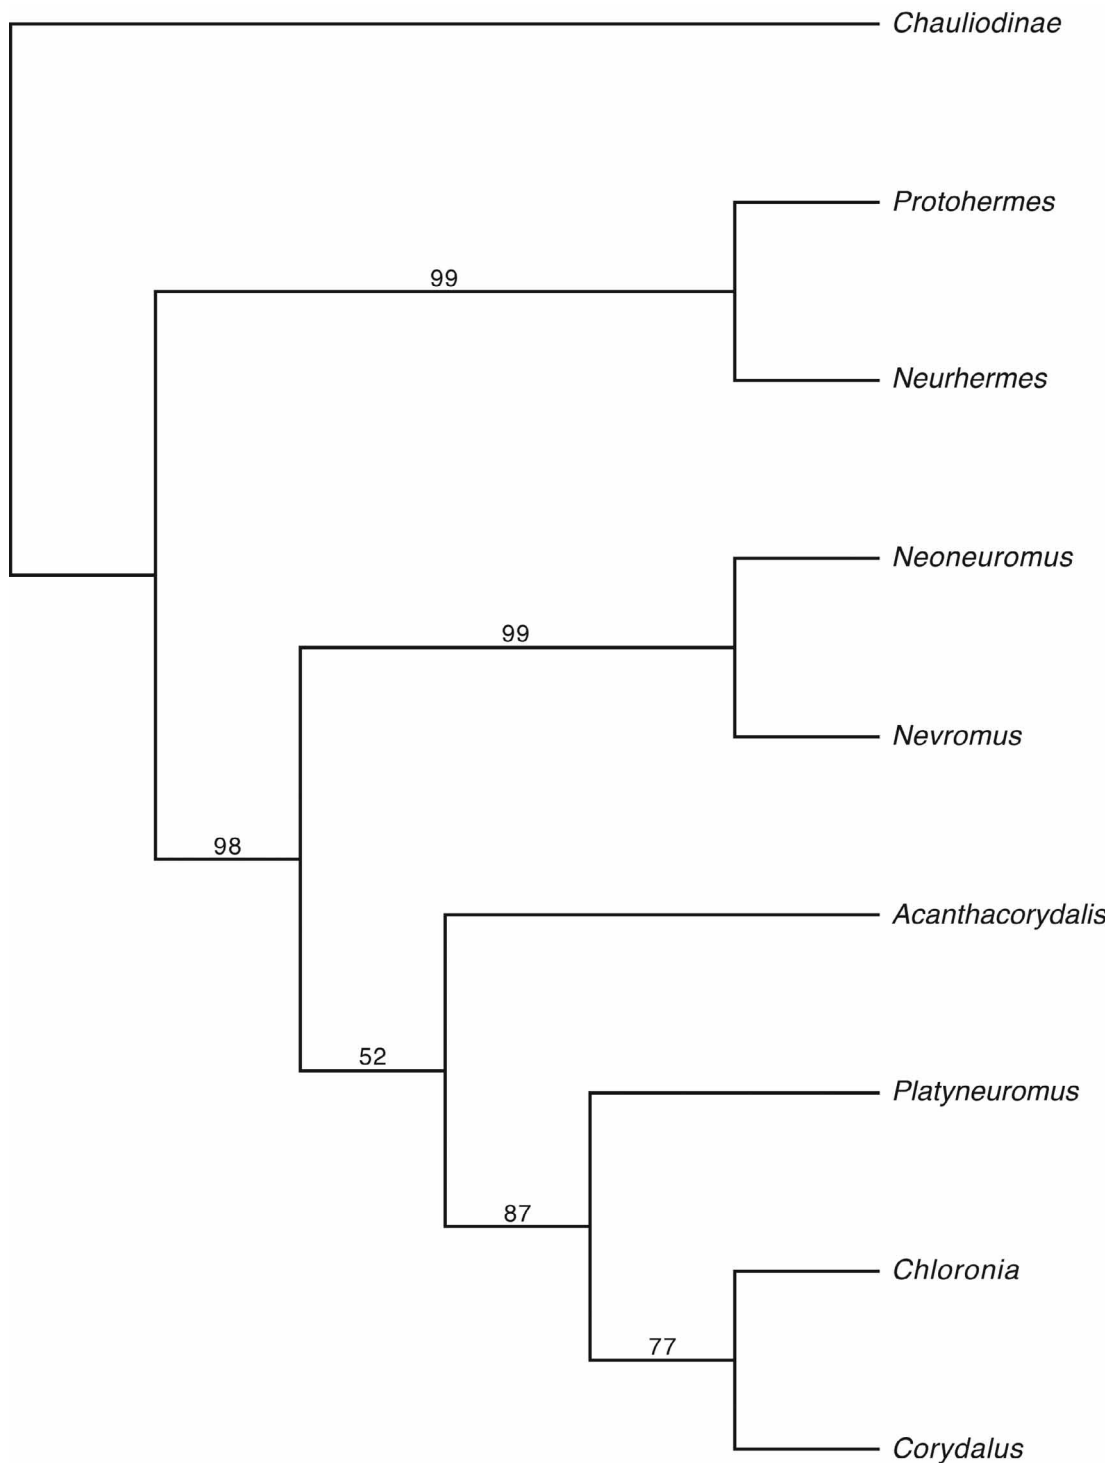 Chauliodinae
Protohermes
99
Neurhermes
Neoneuromus
99
Nevromus
98
Acanthacorydalis
52
Platyneuromus
87
Chloronia
77
Corydalus